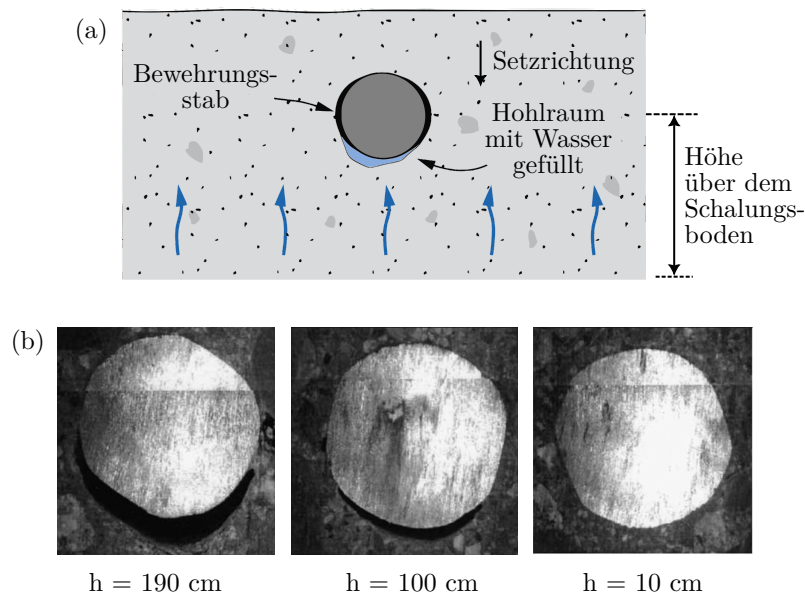 (a)
Bewehrungs-
stab
Setzrichtung
Hohlraum
mit Wasser
gefüllt
Höhe
über dem
Schalungs-
boden
(b)
h = 190 cm
h = 100 cm
h = 10 cm